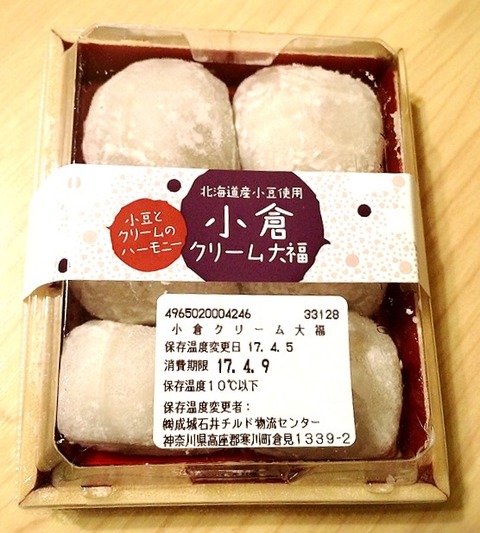 北海道産小豆使用
小倉
クリーム大福
小豆と
クリームの
ハーモニー
4965020004246 33128
小倉クリーム大福
保存温度変更日 17.4.5
消費期限 17.4.9
保存温度10℃以下
保存温度変更者：
㈱成城石井チルド物流センター
神奈川県高座郡寒川町倉見1339-2